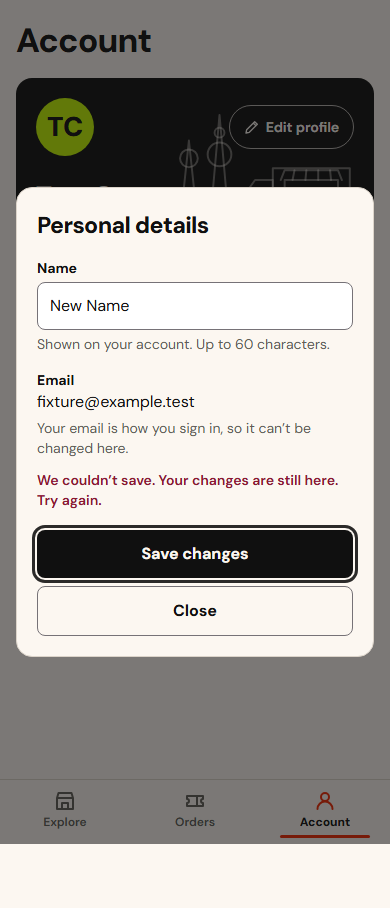 Account
TC
Edit profile
Personal details
Name
New Name
Shown on your account. Up to 60 characters.
Email
fixture@example.test
Your email is how you sign in, so it can’t be
changed here.
We couldn’t save. Your changes are still here.
Try again.
Save changes
Close
Explore
Orders
Account